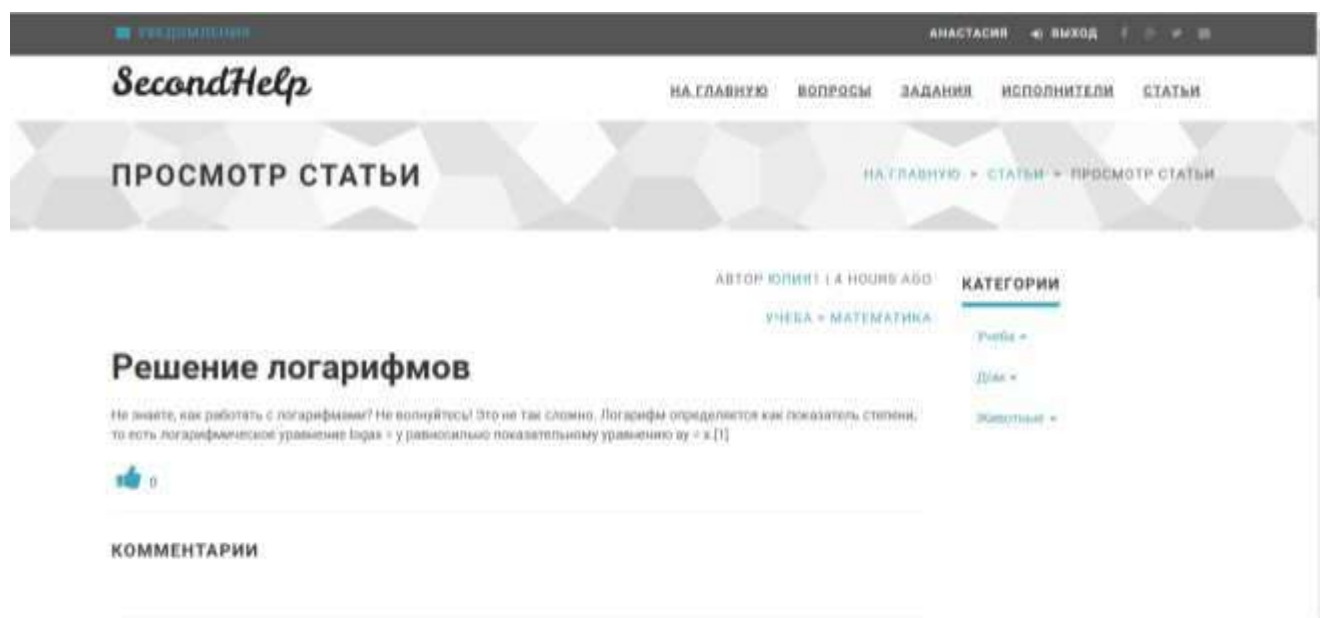 УВЕДОМЛЕНИЯ
АНАСТАСИЯ ВЫХОД
SecondHelp
НА ГЛАВНУЮ ВОПРОСЫ ЗАДАНИЯ ИСПОЛНИТЕЛИ СТАТЬИ
ПРОСМОТР СТАТЬИ
НА ГЛАВНУЮ » СТАТЬИ » ПРОСМОТР СТАТЬИ
АВТОР ЮЛИЯ1 | 4 HOURS AGO
УЧЕБА » МАТЕМАТИКА
Решение логарифмов
Не знаете, как работать с логарифмами? Не волнуйтесь! Это не так сложно. Логарифм определяется как показатель степени,
то есть логарифмическое уравнение logax = y равносильно показательному уравнению ay = x.[1]
0
КОММЕНТАРИИ
КАТЕГОРИИ
Учеба
Дом
Животные